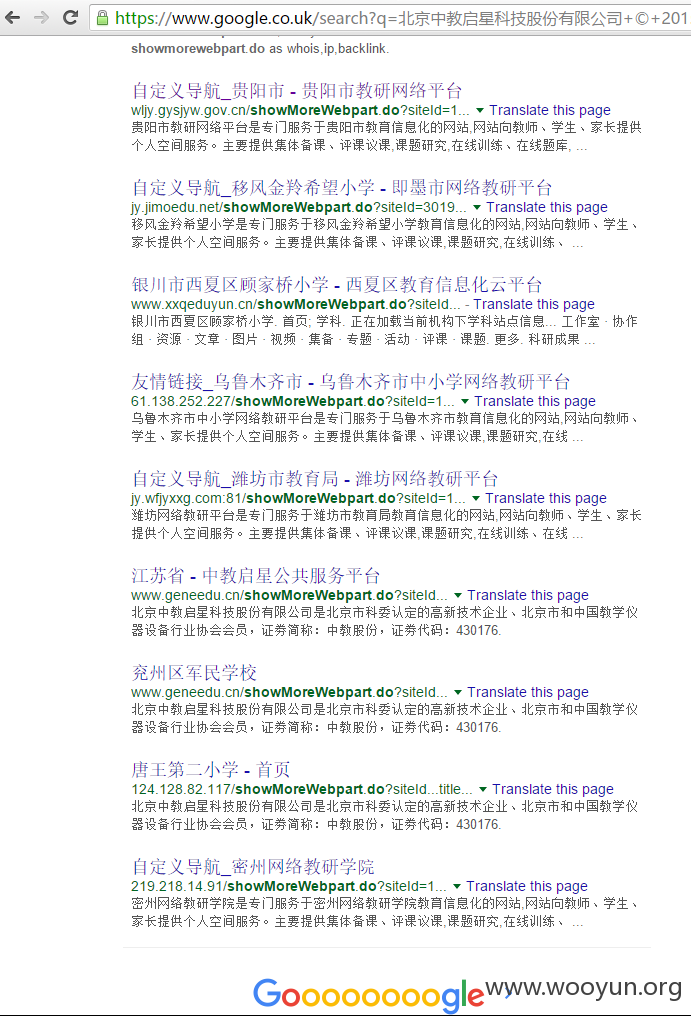 https://www.google.co.uk/search?q=北京中教启星科技股份有限公司+©+201
showmorewebpart.do as whois,ip,backlink.
自定义导航_贵阳市 - 贵阳市教研网络平台
wljy.gysjyw.gov.cn/showMoreWebpart.do?siteId=1... ▼ Translate this page
贵阳市教研网络平台是专门服务于贵阳市教育信息化的网站,网站向教师、学生、家长提供
个人空间服务。主要提供集体备课、评课议课,课题研究,在线训练、在线题库, ...
自定义导航_移风金羚希望小学 - 即墨市网络教研平台
jy.jimoedu.net/showMoreWebpart.do?siteId=3019... ▼ Translate this page
移风金羚希望小学是专门服务于移风金羚希望小学教育信息化的网站,网站向教师、学生、
家长提供个人空间服务。主要提供集体备课、评课议课,课题研究,在线训练、 ...
银川市西夏区顾家桥小学 - 西夏区教育信息化云平台
www.xxqeduyun.cn/showMoreWebpart.do?siteId... - Translate this page
银川市西夏区顾家桥小学. 首页; 学科. 正在加载当前机构下学科站点信息... 工作室 · 协作
组 · 资源 · 文章 · 图片 · 视频 · 集备 · 专题 · 活动 · 评课 · 课题. 更多. 科研成果 ...
友情链接_乌鲁木齐市 - 乌鲁木齐市中小学网络教研平台
61.138.252.227/showMoreWebpart.do?siteId=1... ▼ Translate this page
乌鲁木齐市中小学网络教研平台是专门服务于乌鲁木齐市教育信息化的网站,网站向教师、
学生、家长提供个人空间服务。主要提供集体备课、评课议课,课题研究,在线 ...
自定义导航_潍坊市教育局 - 潍坊网络教研平台
jy.wfjyxxg.com:81/showMoreWebpart.do?siteId=1... ▼ Translate this page
潍坊网络教研平台是专门服务于潍坊市教育局教育信息化的网站,网站向教师、学生、家长
提供个人空间服务。主要提供集体备课、评课议课,课题研究,在线训练、在线 ...
江苏省 - 中教启星公共服务平台
www.geneedu.cn/showMoreWebpart.do?siteId... ▼ Translate this page
北京中教启星科技股份有限公司是北京市科委认定的高新技术企业、北京市和中国教学仪
器设备行业协会会员，证券简称：中教股份，证券代码：430176.
兖州区军民学校
www.geneedu.cn/showMoreWebpart.do?siteId... ▼ Translate this page
北京中教启星科技股份有限公司是北京市科委认定的高新技术企业、北京市和中国教学仪
器设备行业协会会员，证券简称：中教股份，证券代码：430176.
唐王第二小学 - 首页
124.128.82.117/showMoreWebpart.do?siteId...title... ▼ Translate this page
北京中教启星科技股份有限公司是北京市科委认定的高新技术企业、北京市和中国教学仪
器设备行业协会会员，证券简称：中教股份，证券代码：430176.
自定义导航_密州网络教研学院
219.218.14.91/showMoreWebpart.do?siteId=1... ▼ Translate this page
密州网络教研学院是专门服务于密州网络教研学院教育信息化的网站,网站向教师、学生、
家长提供个人空间服务。主要提供集体备课、评课议课,课题研究,在线训练、 ...
Goooooooooogle
www.wooyun.org